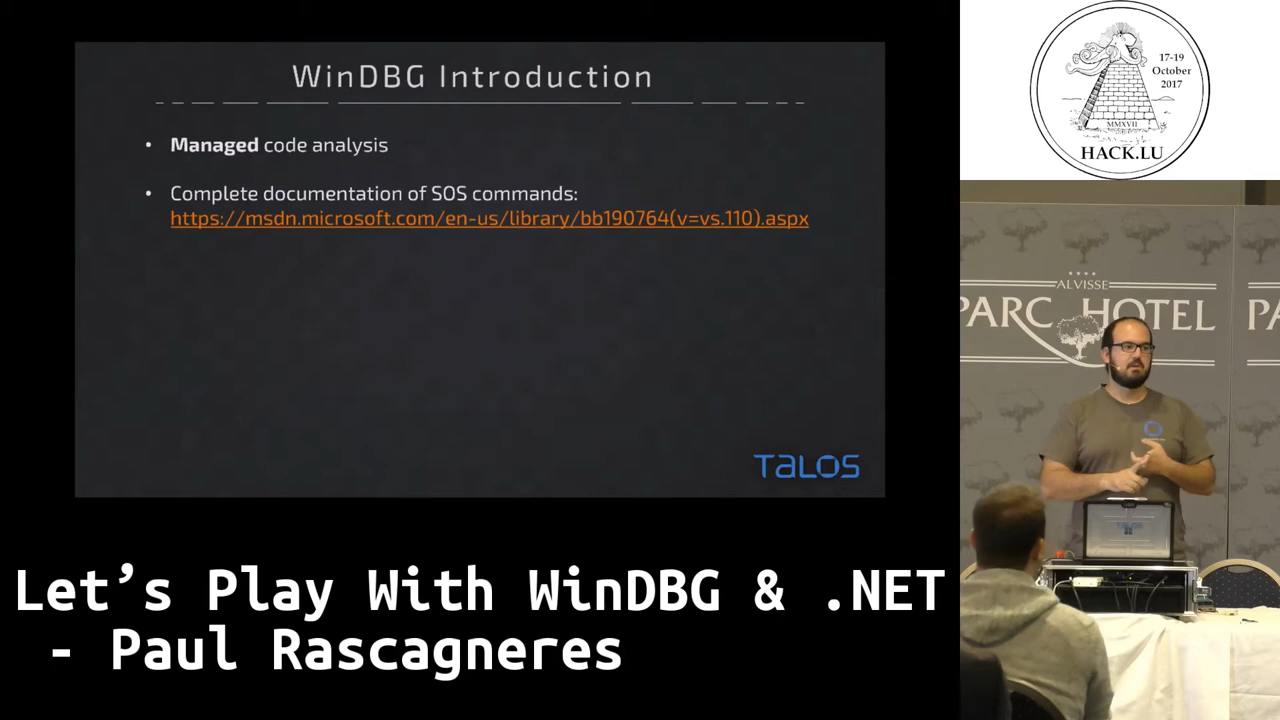 WinDBG Introduction
• Managed code analysis
• Complete documentation of SOS commands:
https://msdn.microsoft.com/en-us/library/bb190764(v=vs.110).aspx
TALOS
Let’s Play With WinDBG & .NET
- Paul Rascagneres
17-19
October
2017
MMXVII
HACK.LU
ALVISSE
PARC HOTEL
PA
TALOS